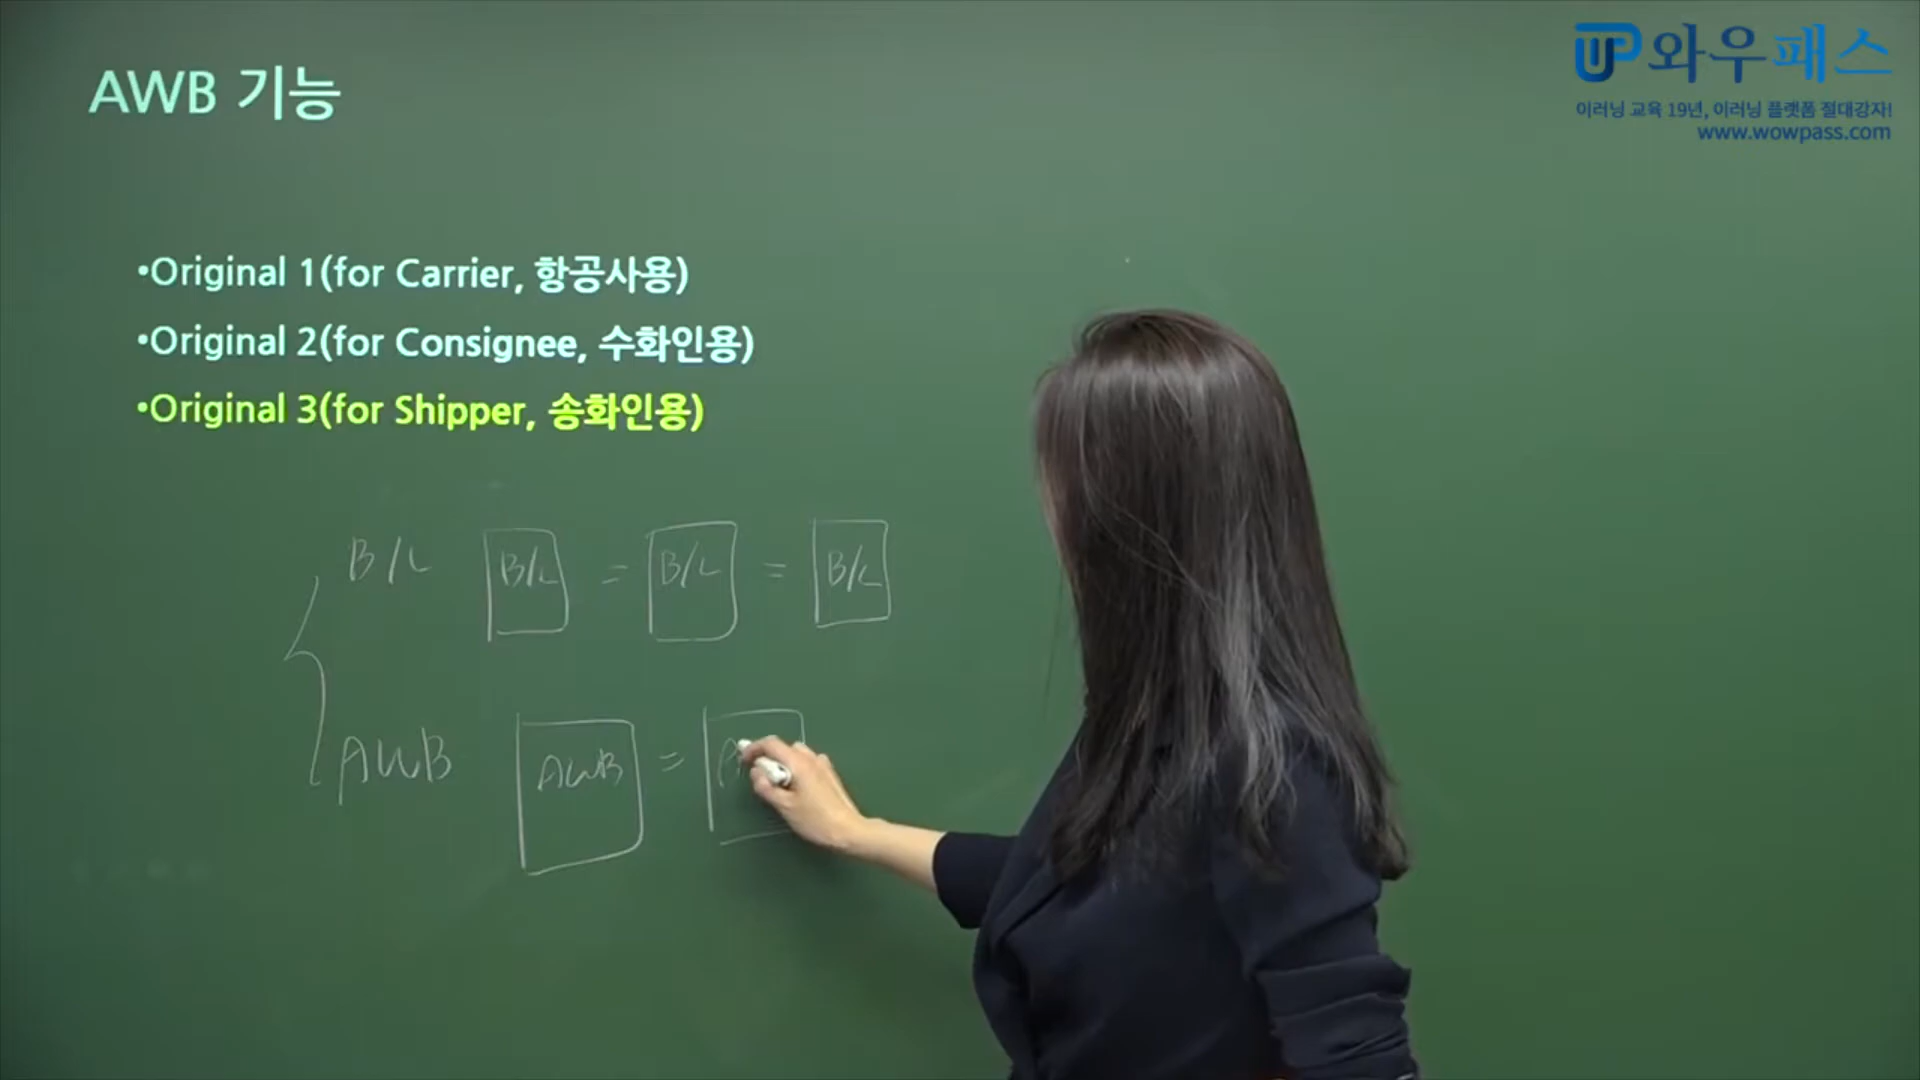 AWB 기능
와우패스
이러닝 교육 19년, 이러닝 플랫폼 절대강자!
www.wowpass.com
•Original 1(for Carrier, 항공사용)
•Original 2(for Consignee, 수화인용)
•Original 3(for Shipper, 송화인용)
B/L B/L = B/L = B/L
AWB AWB = A